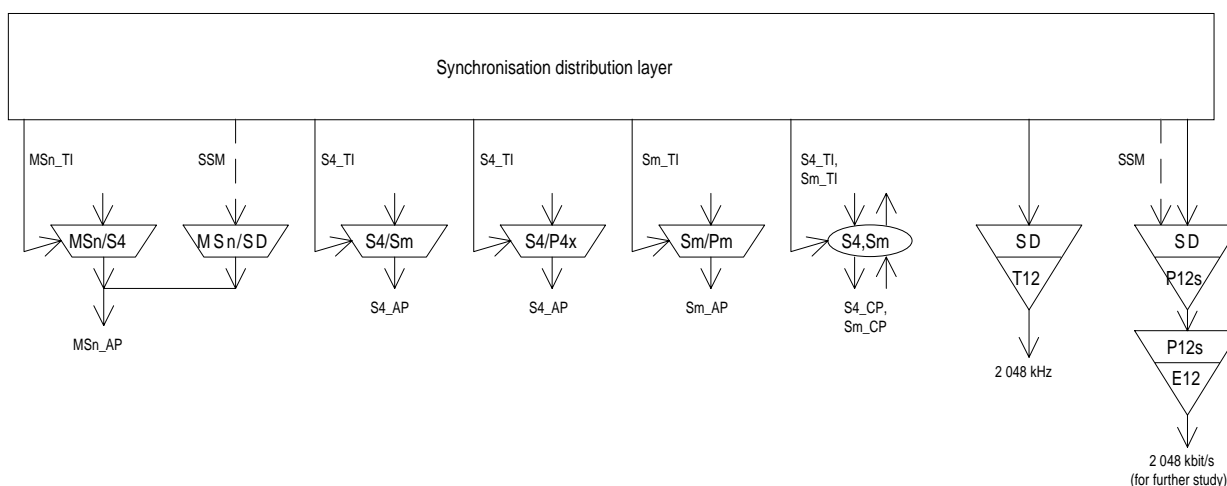 Synchronisation distribution layer
MSn_TI
SSM
S4_TI
S4_TI
Sm_TI
S4_TI,
Sm_TI
SSM
MSn/S4
MSn/SD
S4/Sm
S4/P4x
Sm/Pm
S4,Sm
SD
T12
SD
P12s
S4_AP
S4_AP
Sm_AP
S4_CP,
Sm_CP
MSn_AP
P12s
E12
2 048 kHz
2 048 kbit/s
(for further study)